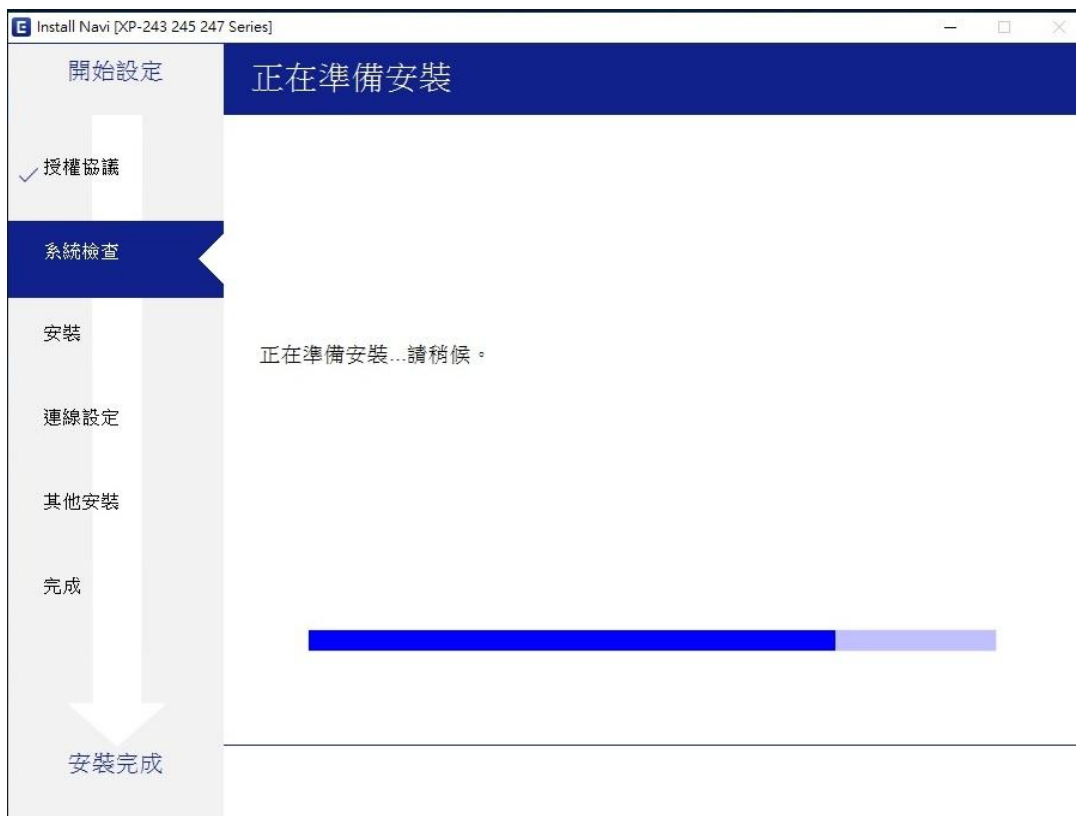 E Install Navi [XP-243 245 247 Series]
開始設定
正在準備安裝
授權協議
系統檢查
安裝
正在準備安裝...請稍候。
連線設定
其他安裝
完成
安裝完成